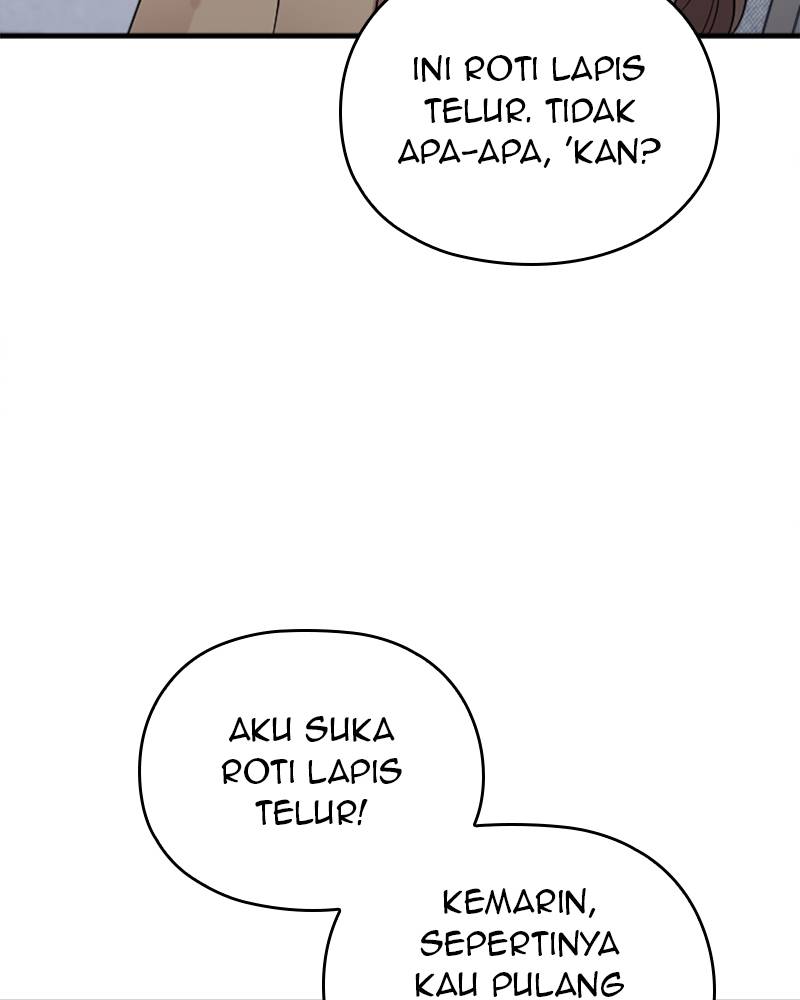 INI ROTI LAPIS
TELUR. TIDAK
APA-APA, 'KAN?
AKU SUKA
ROTI LAPIS
TELUR!
KEMARIN,
SEPERTINYA
KAU PULANG